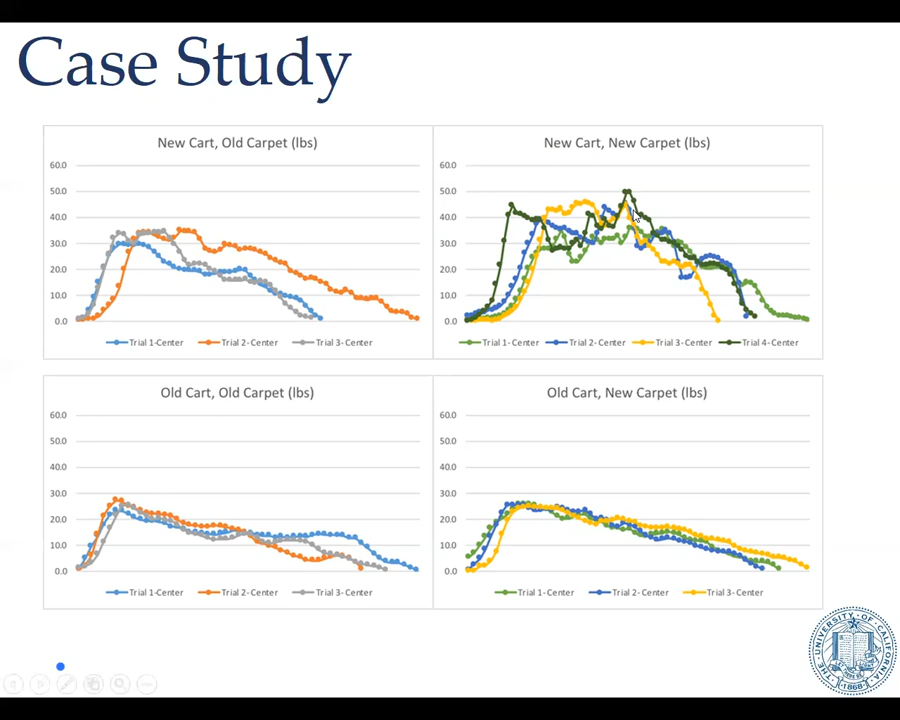 Case Study
New Cart, Old Carpet (lbs)
60.0
50.0
40.0
30.0
20.0
10.0
0.0
Trial 1-Center Trial 2-Center Trial 3-Center
New Cart, New Carpet (lbs)
60.0
50.0
40.0
30.0
20.0
10.0
0.0
Trial 1-Center Trial 2-Center Trial 3-Center Trial 4-Center
Old Cart, Old Carpet (lbs)
60.0
50.0
40.0
30.0
20.0
10.0
0.0
Trial 1-Center Trial 2-Center Trial 3-Center
Old Cart, New Carpet (lbs)
60.0
50.0
40.0
30.0
20.0
10.0
0.0
Trial 1-Center Trial 2-Center Trial 3-Center
THE UNIVERSITY OF CALIFORNIA
1868